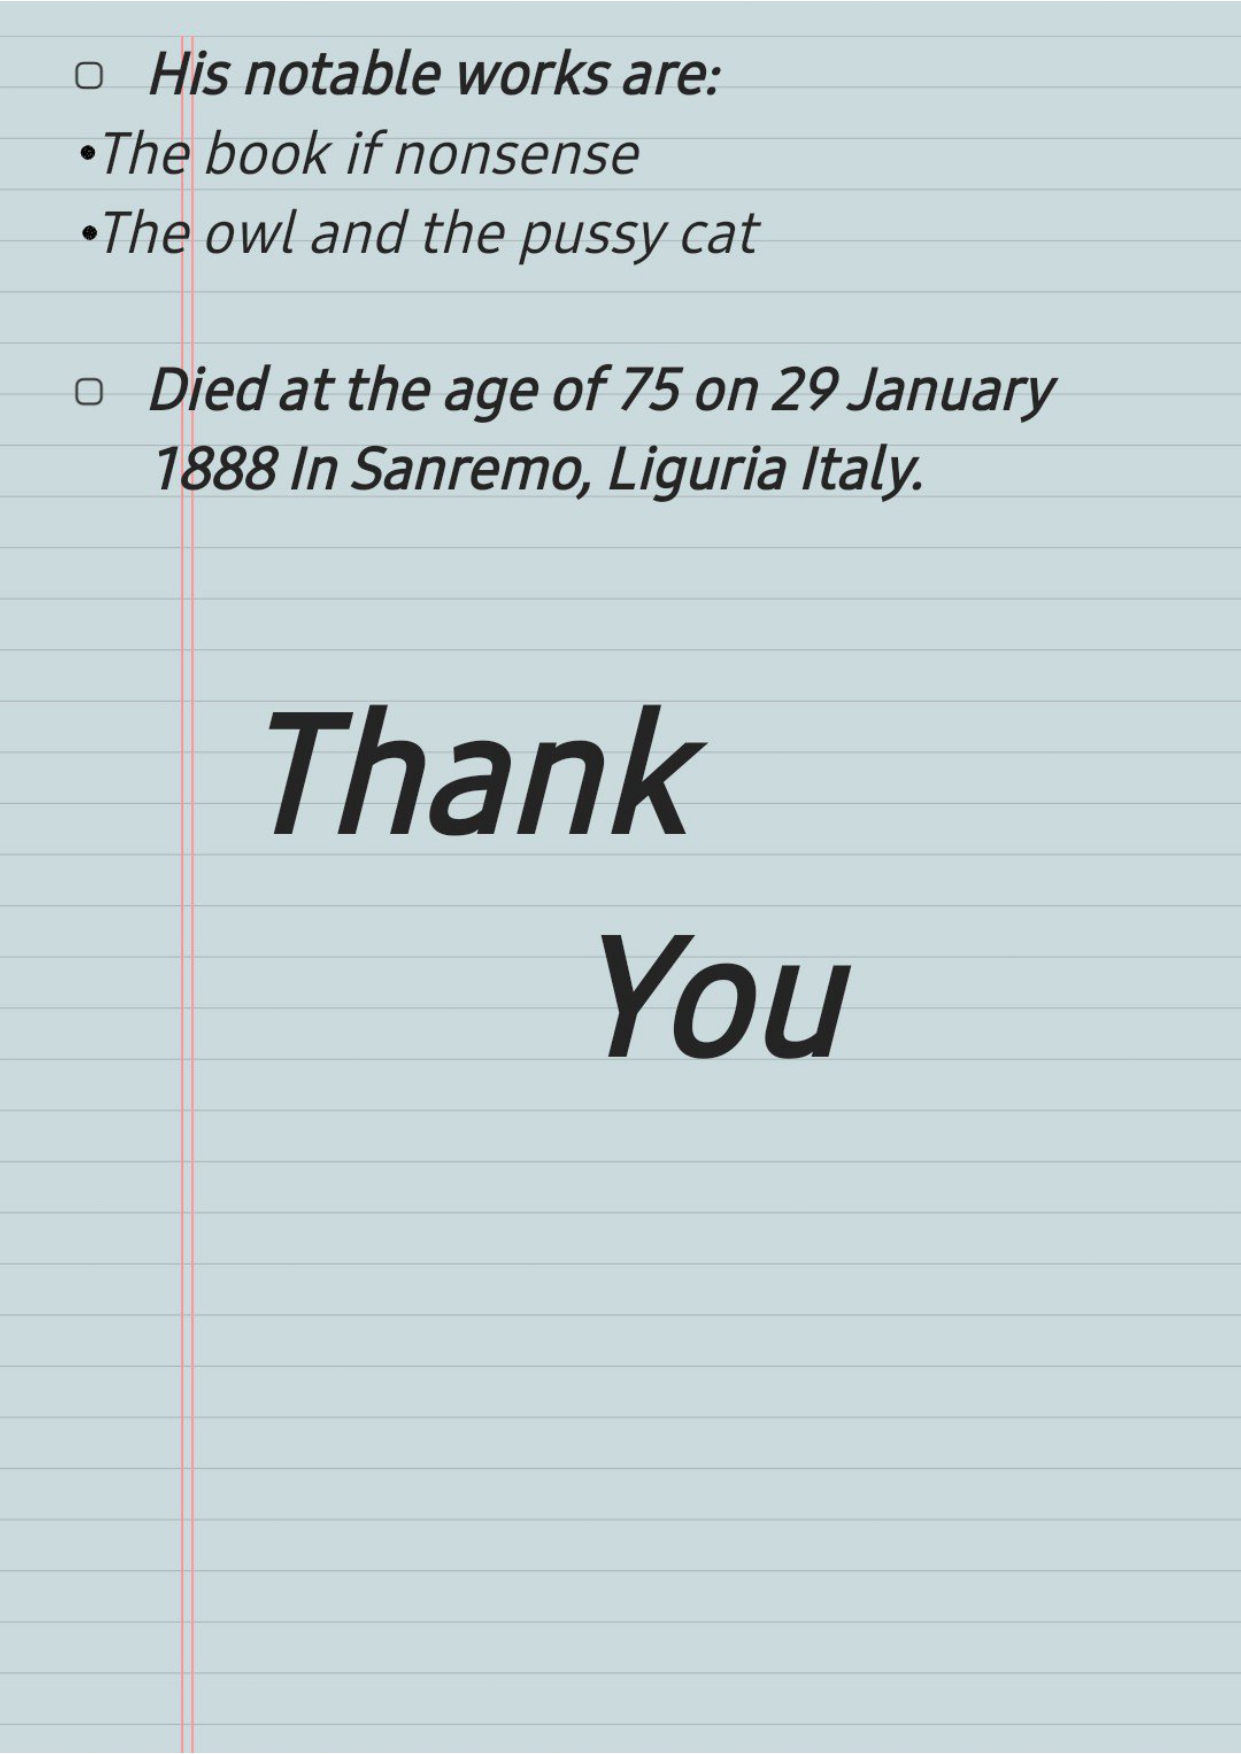 His notable works are:
•The book if nonsense
•The owl and the pussy cat
Died at the age of 75 on 29 January
1888 In Sanremo, Liguria Italy.
Thank
You